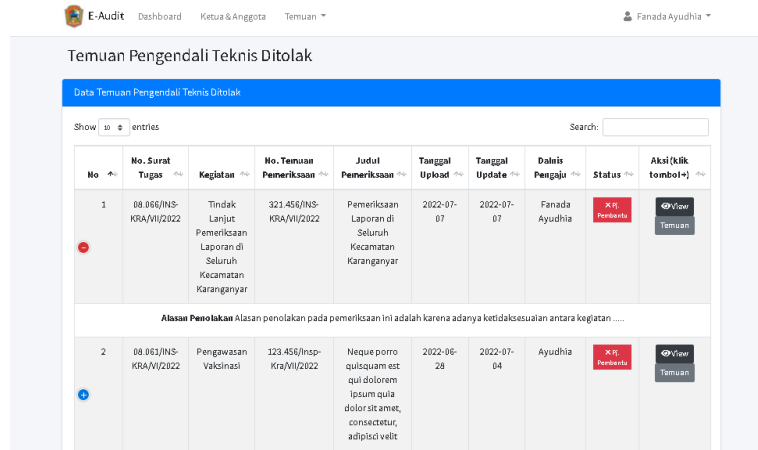 E-Audit Dashboard Ketua & Anggota Temuan Fanada Ayudhia
Temuan Pengendali Teknis Ditolak
Data Temuan Pengendali Teknis Ditolak
Show 10 entries Search:
No No. Surat Tugas Kegiatan No. Temuan Pemeriksaan Judul Pemeriksaan Tanggal Upload Tanggal Update Dalnis Pengaju Status Aksi (klik tombol +)
1 08.066/INS-KRA/VII/2022 Tindak Lanjut Pemeriksaan Laporan di Seluruh Kecamatan Karanganyar 321.456/INS-KRA/VII/2022 Pemeriksaan Laporan di Seluruh Kecamatan Karanganyar 2022-07-07 2022-07-07 Fanada Ayudhia Pj. Pembantu View Temuan
Alasan Penolakan Alasan penolakan pada pemeriksaan ini adalah karena adanya ketidaksesuaian antara kegiatan .....
2 08.061/INS-KRA/VI/2022 Pengawasan Vaksinasi 123.456/Insp-Kra/VII/2022 Neque porro quisquam est qui dolorem ipsum quia dolor sit amet, consectetur, adipisci velit 2022-06-28 2022-07-04 Ayudhia Pj. Pembantu View Temuan